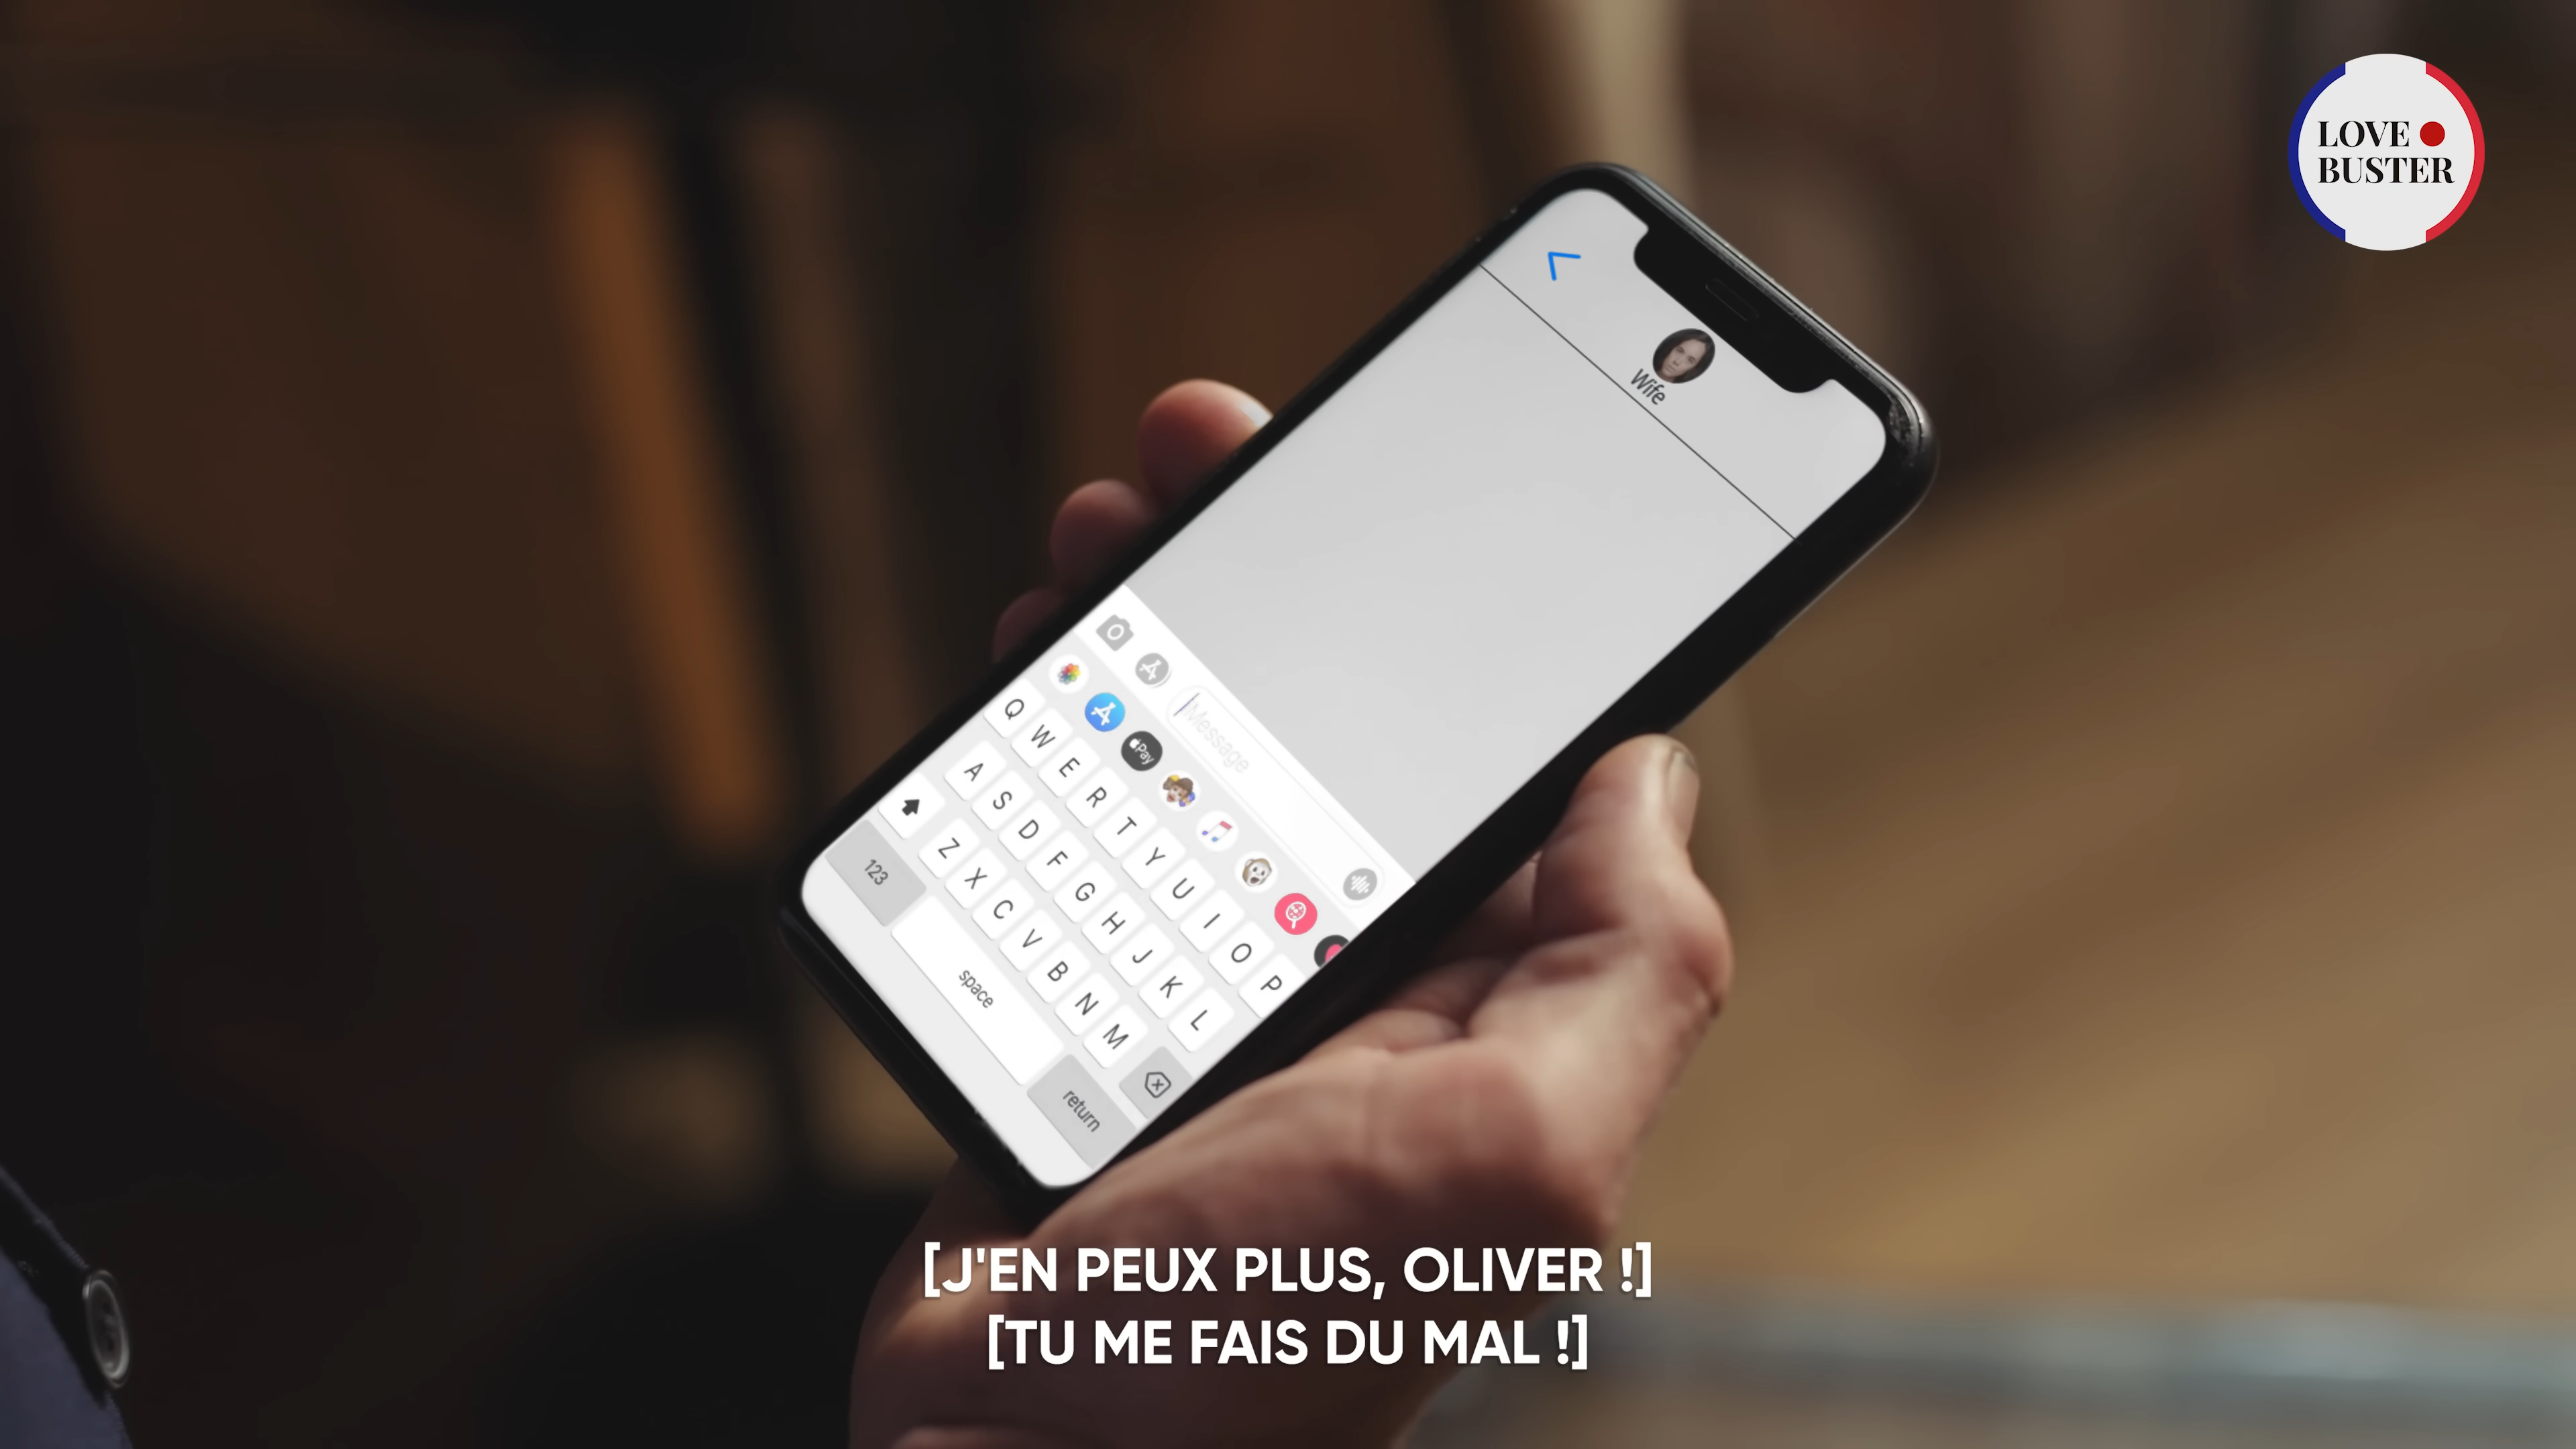 LOVE
BUSTER
Wife
Message
Pay
Q W E R T Y U I O P
A S D F G H J K L
Z X C V B N M
123
space
return
[J'EN PEUX PLUS, OLIVER !]
[TU ME FAIS DU MAL !]